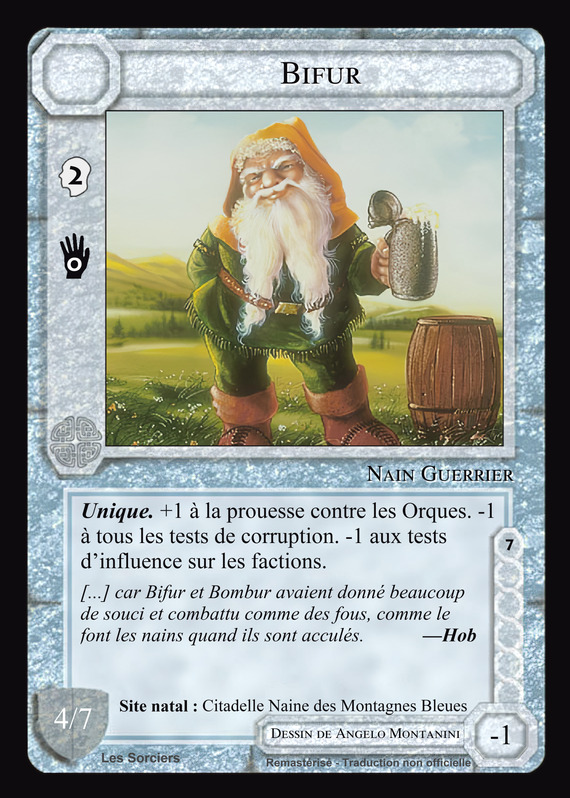 BIFUR
2
0
NAIN GUERRIER
Unique. +1 à la prouesse contre les Orques. -1
à tous les tests de corruption. -1 aux tests
d'influence sur les factions.
7
[...] car Bifur et Bombur avaient donné beaucoup
de souci et combattu comme des fous, comme le
font les nains quand ils sont acculés. —Hob
Site natal : Citadelle Naine des Montagnes Bleues
4/7
DESSIN DE ANGELO MONTANINI
-1
Les Sorciers
Remastérisé - Traduction non officielle